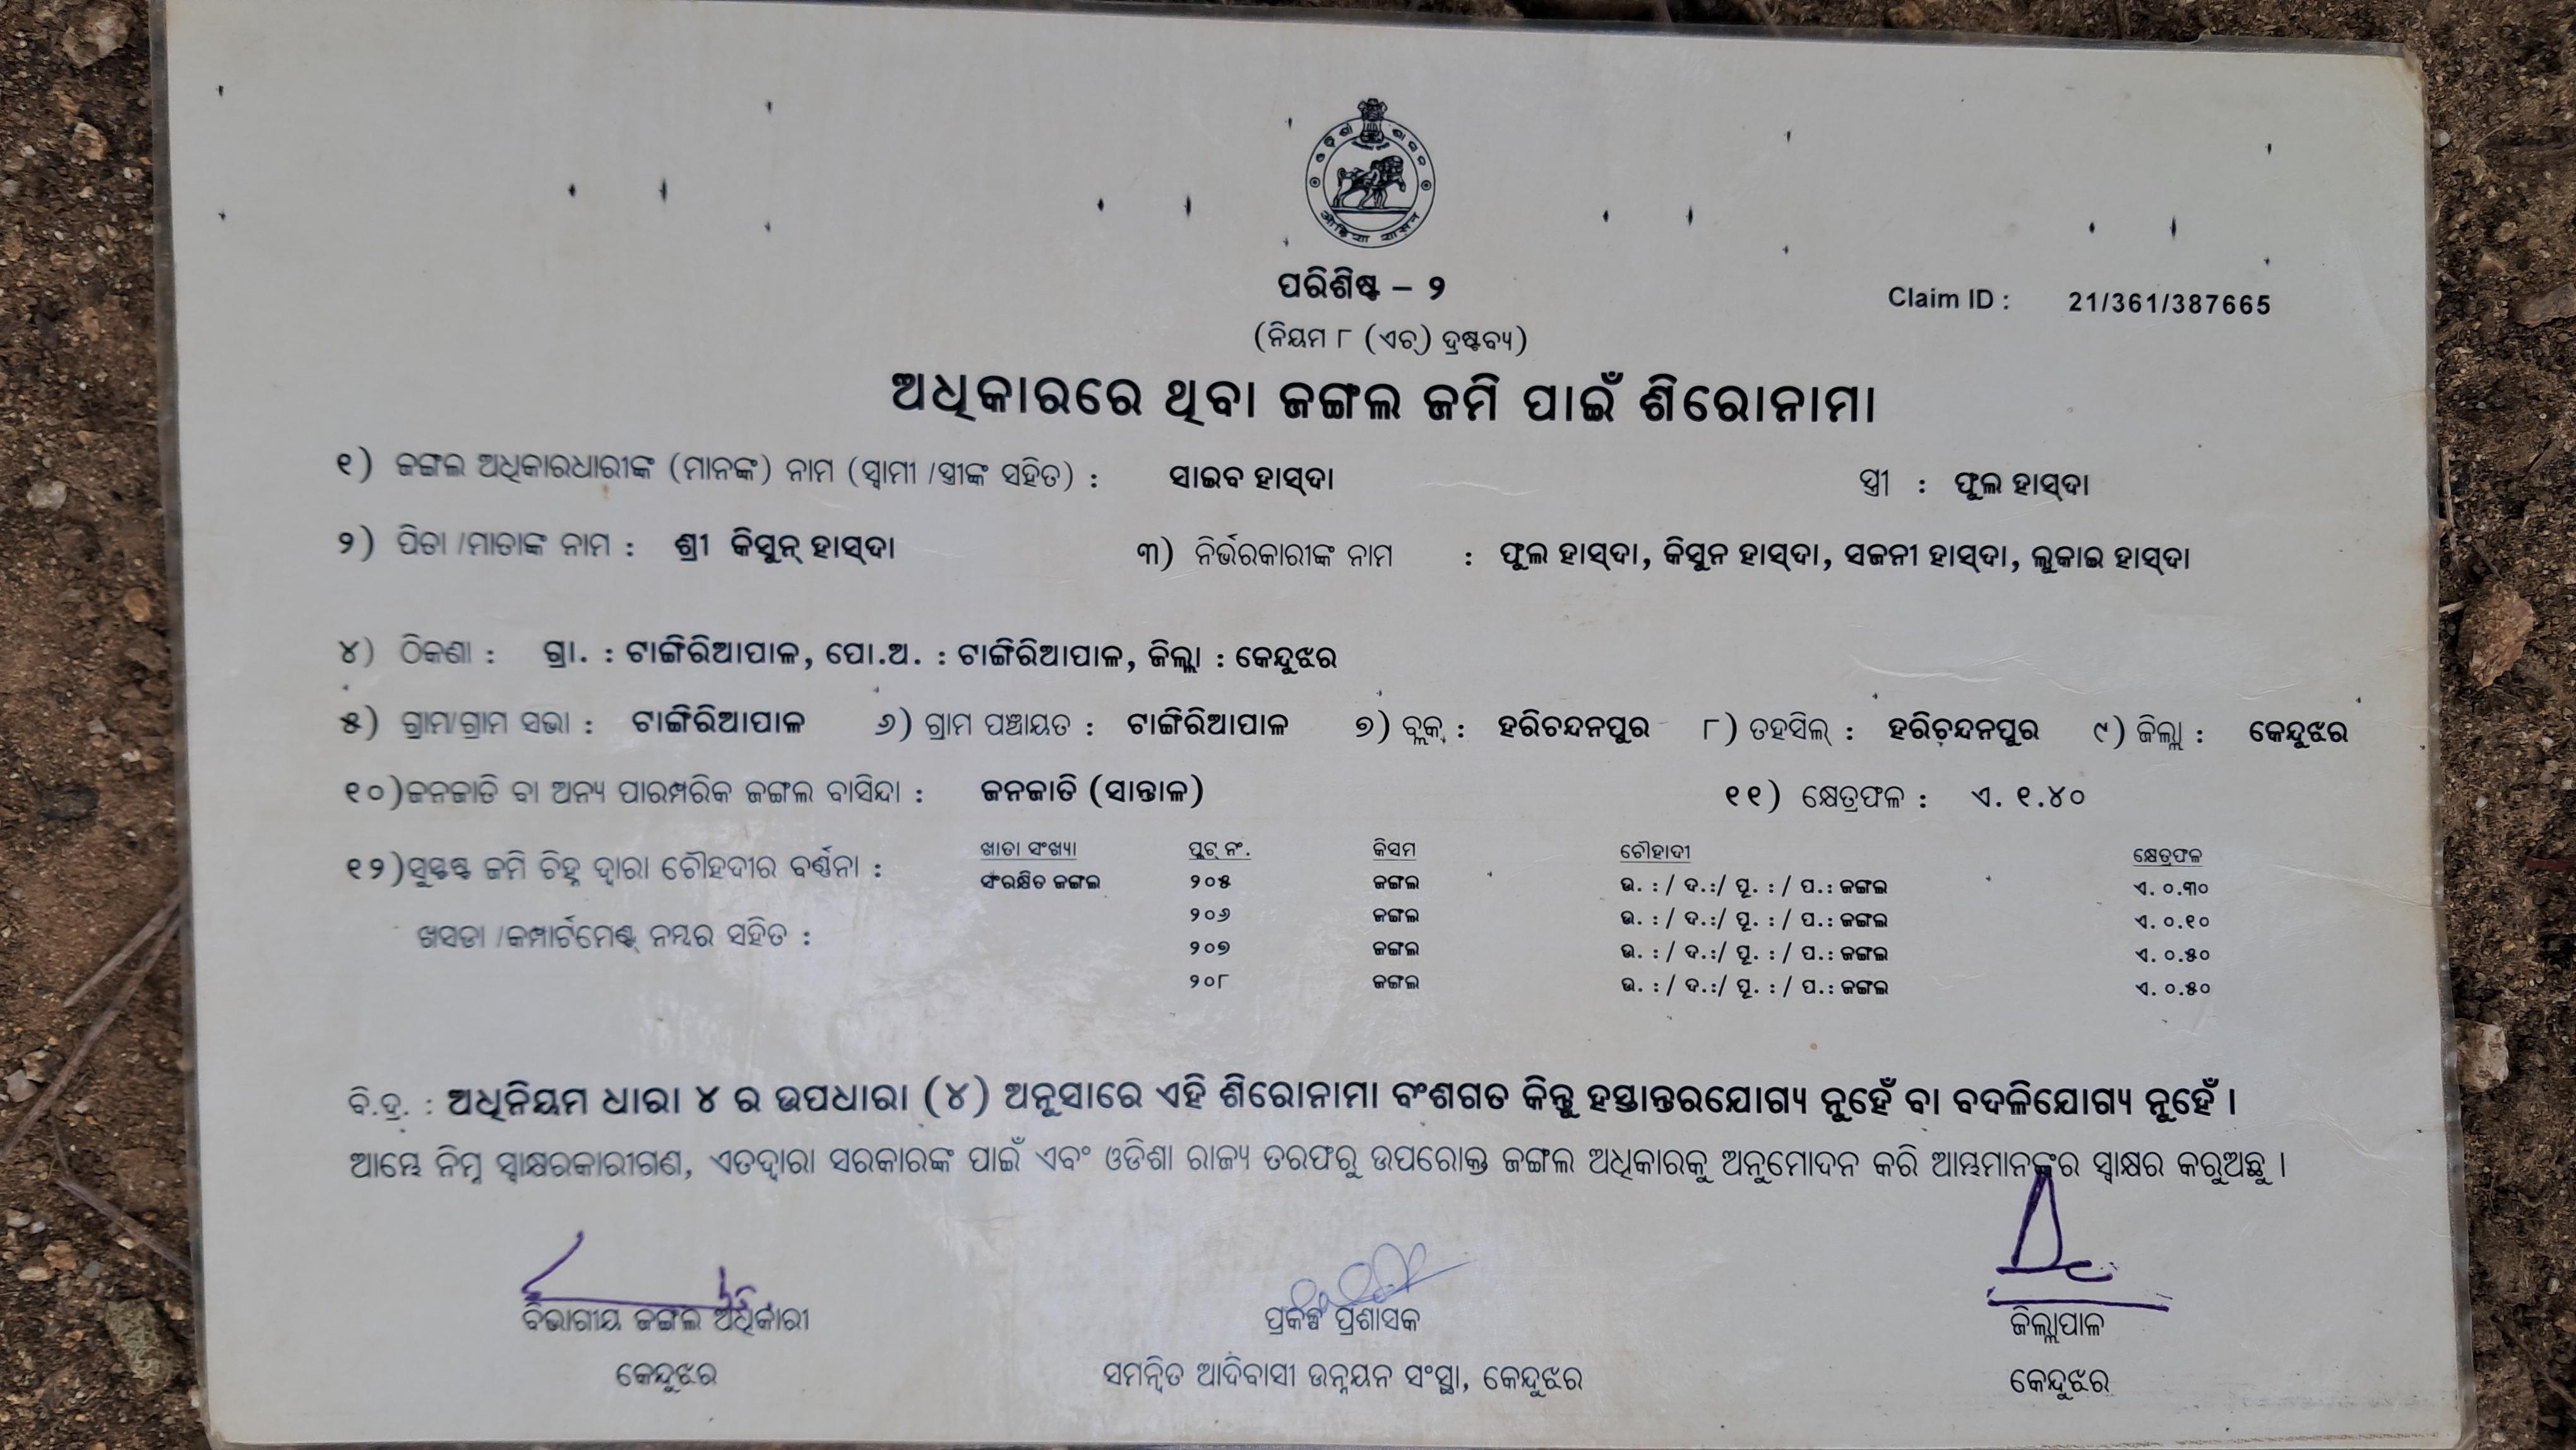 ଓଡ଼ିଶା ଶାସନ
ओड़िशा शासन
ପରିଶିଷ୍ଟ – ୨
Claim ID : 21/361/387665
(ନିୟମ ୮ (ଏଚ୍) ଦ୍ରଷ୍ଟବ୍ୟ)
ଅଧିକାରରେ ଥିବା ଜଙ୍ଗଲ ଜମି ପାଇଁ ଶିରୋନାମା
୧) ଜଙ୍ଗଲ ଅଧିକାରଧାରୀଙ୍କ (ମାନଙ୍କ) ନାମ (ସ୍ଵାମୀ /ସ୍ତ୍ରୀଙ୍କ ସହିତ) : ସାଇବ ହାସ୍‌ଦା ସ୍ତ୍ରୀ : ଫୁଲ ହାସ୍‌ଦା
୨) ପିତା /ମାତାଙ୍କ ନାମ : ଶ୍ରୀ କିସୁନ୍ ହାସ୍‌ଦା ୩) ନିର୍ଭରକାରୀଙ୍କ ନାମ : ଫୁଲ ହାସ୍‌ଦା, କିସୁନ ହାସ୍‌ଦା, ସଜନୀ ହାସ୍‌ଦା, ଲୁକାଇ ହାସ୍‌ଦା
୪) ଠିକଣା : ଗ୍ରା. : ଟାଙ୍ଗିରିଆପାଳ, ପୋ.ଅ. : ଟାଙ୍ଗିରିଆପାଳ, ଜିଲ୍ଲା : କେନ୍ଦୁଝର
୫) ଗ୍ରାମ/ଗ୍ରାମ ସଭା : ଟାଙ୍ଗିରିଆପାଳ ୬) ଗ୍ରାମ ପଞ୍ଚାୟତ : ଟାଙ୍ଗିରିଆପାଳ ୭) ବ୍ଲକ୍ : ହରିଚନ୍ଦନପୁର ୮) ତହସିଲ୍ : ହରିଚନ୍ଦନପୁର ୯) ଜିଲ୍ଲା : କେନ୍ଦୁଝର
୧୦)ଜନଜାତି ବା ଅନ୍ୟ ପାରମ୍ପରିକ ଜଙ୍ଗଲ ବାସିନ୍ଦା : ଜନଜାତି (ସାନ୍ତାଳ) ୧୧) କ୍ଷେତ୍ରଫଳ : ଏ. ୧.୪୦
୧୨)ସୁସ୍ପଷ୍ଟ ଜମି ଚିହ୍ନ ଦ୍ଵାରା ଚୌହଦୀର ବର୍ଣ୍ଣନା :
ଖସଡା /କମ୍ପାର୍ଟମେଣ୍ଟ୍ ନମ୍ବର ସହିତ :
ଖାତା ସଂଖ୍ୟା ପ୍ଲଟ୍ ନଂ. କିସମ ଚୌହାଦୀ କ୍ଷେତ୍ରଫଳ
ସଂରକ୍ଷିତ ଜଙ୍ଗଲ ୨୦୫ ଜଙ୍ଗଲ ଉ. : / ଦ.:/ ପୂ. : / ପ.: ଜଙ୍ଗଲ ଏ. ୦.୩୦
୨୦୬ ଜଙ୍ଗଲ ଉ. : / ଦ.:/ ପୂ. : / ପ.: ଜଙ୍ଗଲ ଏ. ୦.୧୦
୨୦୭ ଜଙ୍ଗଲ ଉ. : / ଦ.:/ ପୂ. : / ପ.: ଜଙ୍ଗଲ ଏ. ୦.୫୦
୨୦୮ ଜଙ୍ଗଲ ଉ. : / ଦ.:/ ପୂ. : / ପ.: ଜଙ୍ଗଲ ଏ. ୦.୫୦
ବି.ଦ୍ର. : ଅଧିନିୟମ ଧାରା ୪ ର ଉପଧାରା (୪) ଅନୁସାରେ ଏହି ଶିରୋନାମା ବଂଶଗତ କିନ୍ତୁ ହସ୍ତାନ୍ତରଯୋଗ୍ୟ ନୁହେଁ ବା ବଦଳିଯୋଗ୍ୟ ନୁହେଁ ।
ଆମ୍ଭେ ନିମ୍ନ ସ୍ଵାକ୍ଷରକାରୀଗଣ, ଏତଦ୍ଵାରା ସରକାରଙ୍କ ପାଇଁ ଏବଂ ଓଡିଶା ରାଜ୍ୟ ତରଫରୁ ଉପରୋକ୍ତ ଜଙ୍ଗଲ ଅଧିକାରକୁ ଅନୁମୋଦନ କରି ଆମ୍ଭମାନଙ୍କର ସ୍ଵାକ୍ଷର କରୁଅଛୁ ।
ବିଭାଗୀୟ ଜଙ୍ଗଲ ଅଧିକାରୀ ପ୍ରକଳ୍ପ ପ୍ରଶାସକ ଜିଲ୍ଲାପାଳ
କେନ୍ଦୁଝର ସମନ୍ଵିତ ଆଦିବାସୀ ଉନ୍ନୟନ ସଂସ୍ଥା, କେନ୍ଦୁଝର କେନ୍ଦୁଝର